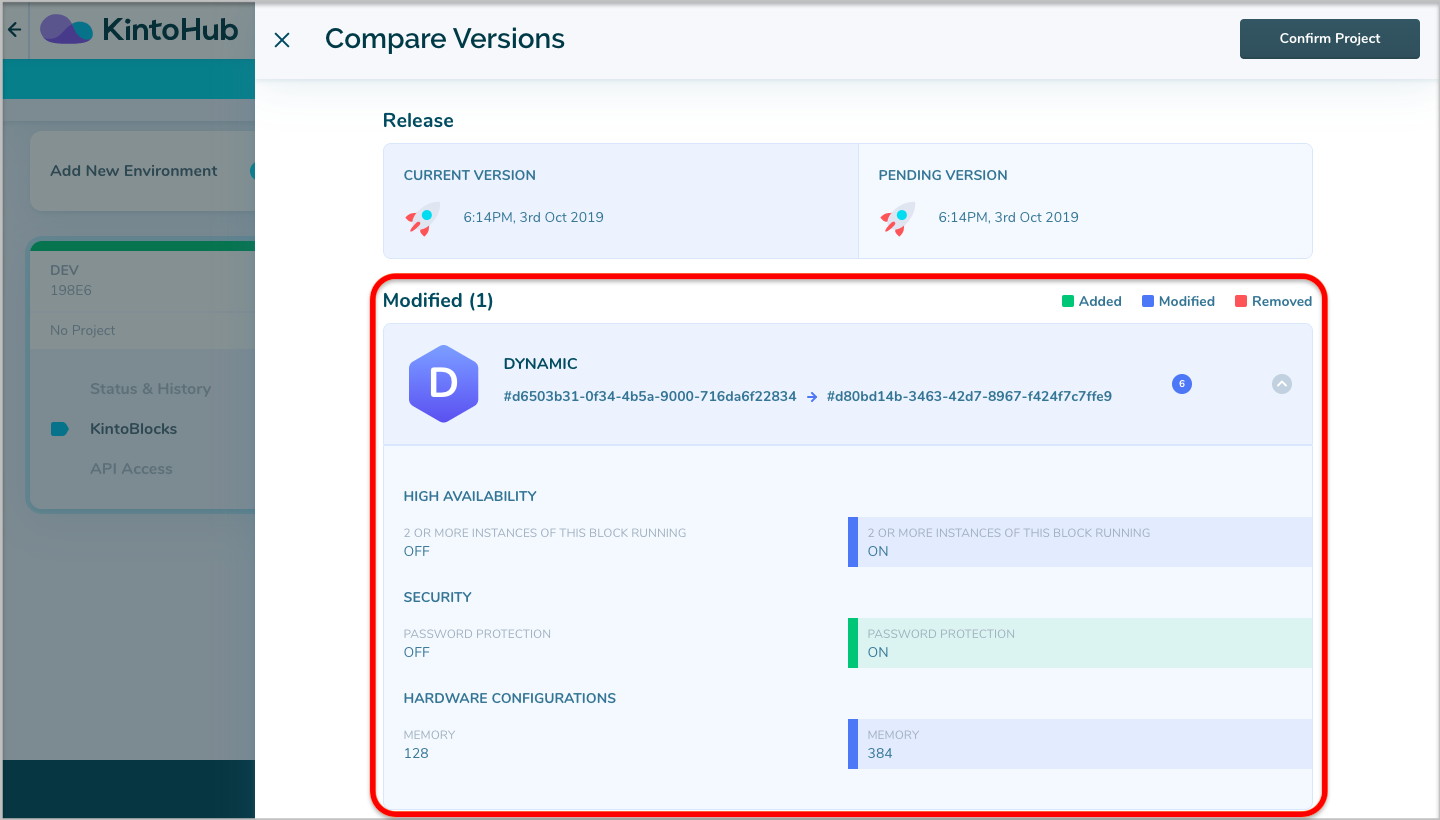 KintoHub
Compare Versions
Confirm Project
Add New Environment
DEV
198E6
No Project
Status & History
KintoBlocks
API Access
Release
CURRENT VERSION
6:14PM, 3rd Oct 2019
PENDING VERSION
6:14PM, 3rd Oct 2019
Modified (1)
Added
Modified
Removed
D
DYNAMIC
#d6503b31-0f34-4b5a-9000-716da6f22834 → #d80bd14b-3463-42d7-8967-f424f7c7ffe9
6
HIGH AVAILABILITY
2 OR MORE INSTANCES OF THIS BLOCK RUNNING
OFF
2 OR MORE INSTANCES OF THIS BLOCK RUNNING
ON
SECURITY
PASSWORD PROTECTION
OFF
PASSWORD PROTECTION
ON
HARDWARE CONFIGURATIONS
MEMORY
128
MEMORY
384